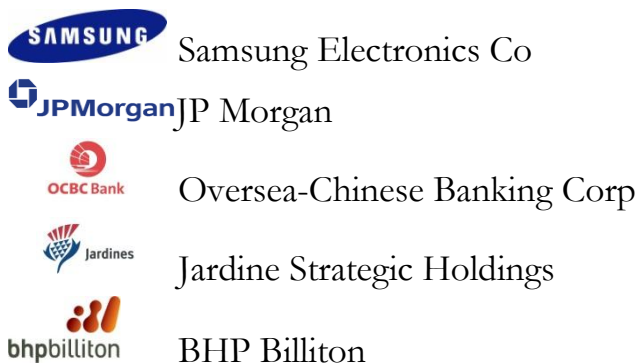 SAMSUNG Samsung Electronics Co
JPMorgan JP Morgan
OCBC Bank Oversea-Chinese Banking Corp
Jardines Jardine Strategic Holdings
bhpbilliton BHP Billiton